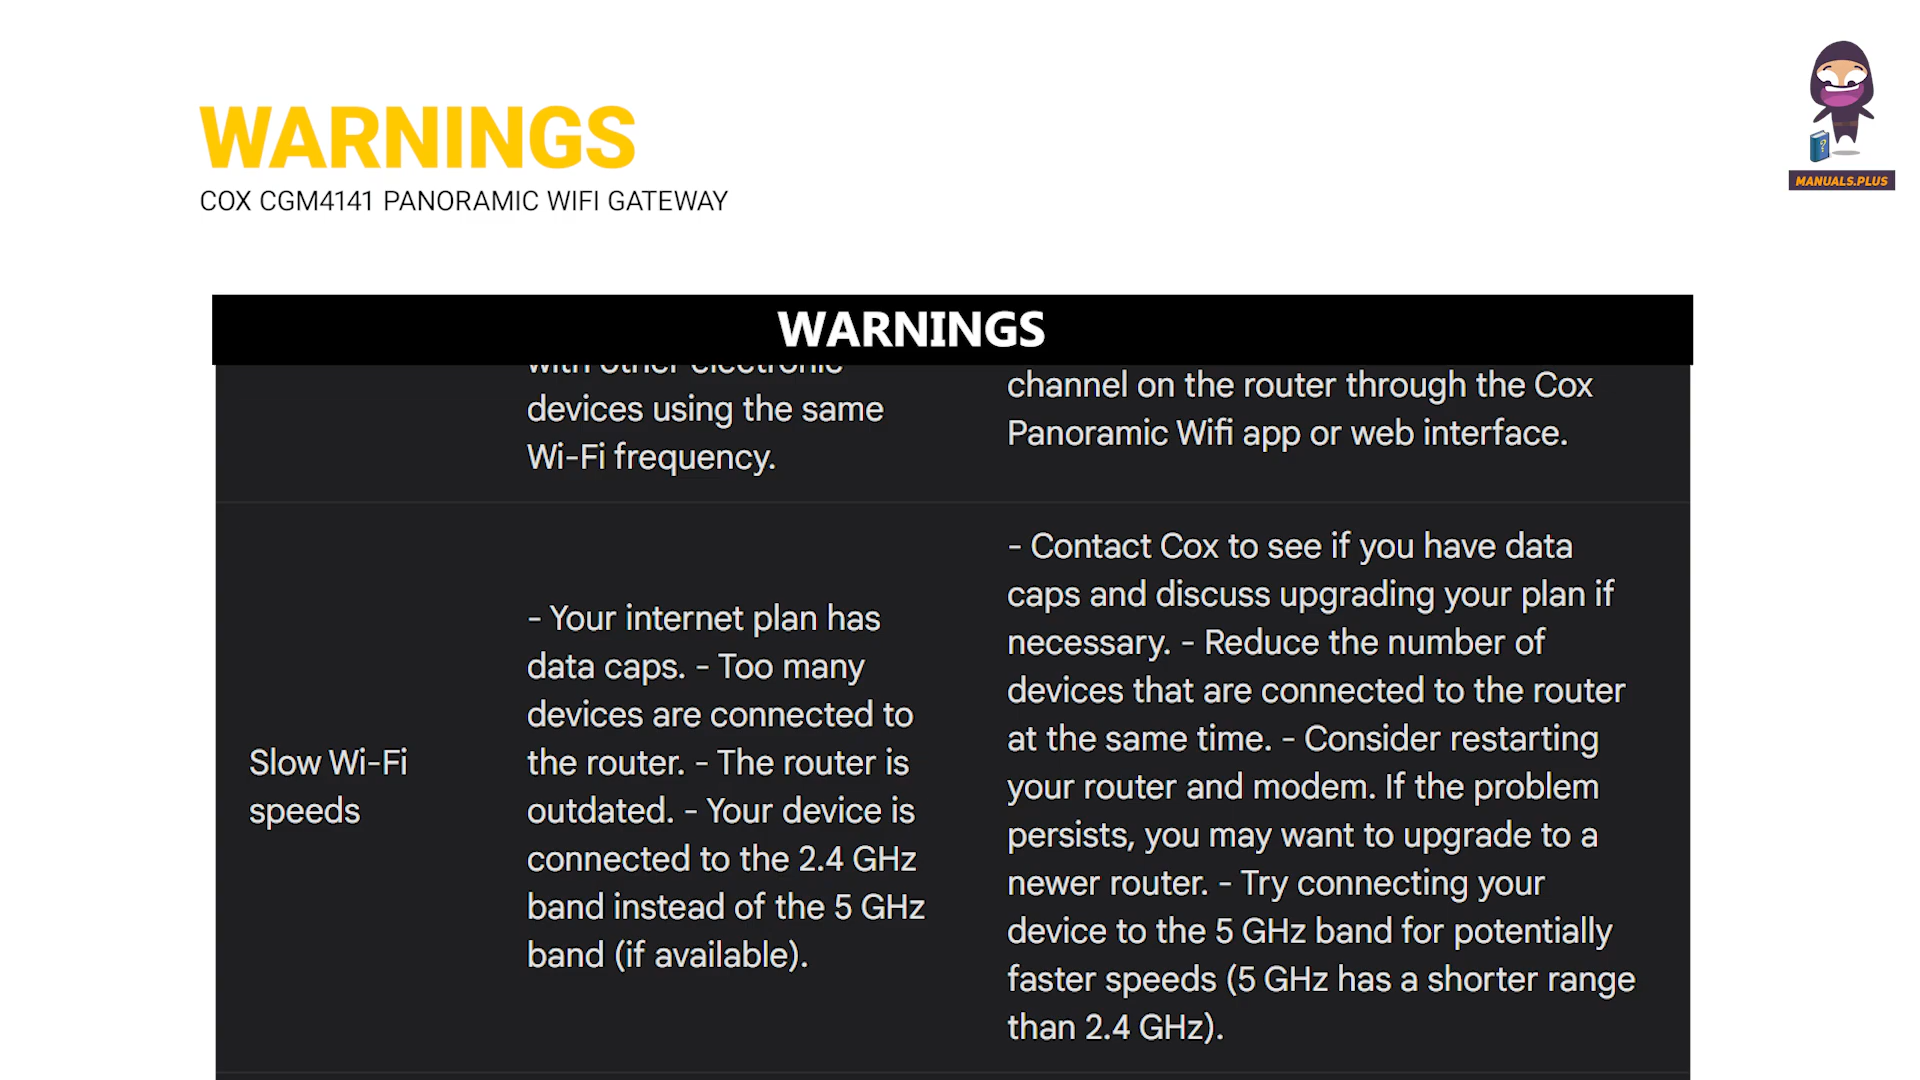 WARNINGS
COX CGM4141 PANORAMIC WIFI GATEWAY
MANUALS.PLUS
WARNINGS
with other electronic
devices using the same
Wi-Fi frequency.
channel on the router through the Cox
Panoramic Wifi app or web interface.
Slow Wi-Fi
speeds
- Your internet plan has
data caps. - Too many
devices are connected to
the router. - The router is
outdated. - Your device is
connected to the 2.4 GHz
band instead of the 5 GHz
band (if available).
- Contact Cox to see if you have data
caps and discuss upgrading your plan if
necessary. - Reduce the number of
devices that are connected to the router
at the same time. - Consider restarting
your router and modem. If the problem
persists, you may want to upgrade to a
newer router. - Try connecting your
device to the 5 GHz band for potentially
faster speeds (5 GHz has a shorter range
than 2.4 GHz).